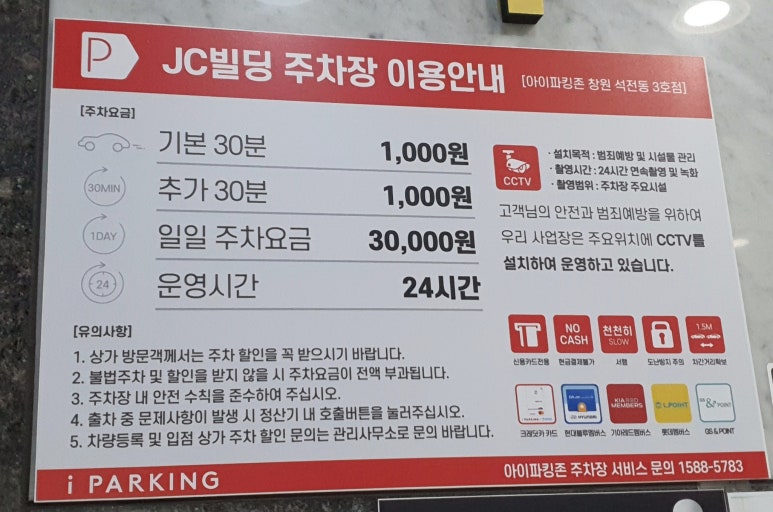 P JC빌딩 주차장 이용안내 [아이파킹존 창원 석전동 3호점]
[주차요금]
기본 30분 1,000원
30MIN 추가 30분 1,000원
1DAY 일일 주차요금 30,000원
24 운영시간 24시간
CCTV
· 설치목적 : 범죄예방 및 시설물 관리
· 촬영시간 : 24시간 연속촬영 및 녹화
· 촬영범위 : 주차장 주요시설
고객님의 안전과 범죄예방을 위하여
우리 사업장은 주요위치에 CCTV를
설치하여 운영하고 있습니다.
NO CASH 천천히 SLOW 1.5M
신용카드전용 현금결제불가 서행 도난방지 주의 차간거리확보
KIA RED MEMBERS L.POINT &POINT
크레딧카 카드 현대블루멤버스 기아레드멤버스 롯데멤버스 GS & POINT
[유의사항]
1. 상가 방문객께서는 주차 할인을 꼭 받으시기 바랍니다.
2. 불법주차 및 할인을 받지 않을 시 주차요금이 전액 부과됩니다.
3. 주차장 내 안전 수칙을 준수하여 주십시오.
4. 출차 중 문제사항이 발생 시 정산기 내 호출버튼을 눌러주십시오.
5. 차량등록 및 입점 상가 주차 할인 문의는 관리사무소로 문의 바랍니다.
i PARKING 아이파킹존 주차장 서비스 문의 1588-5783